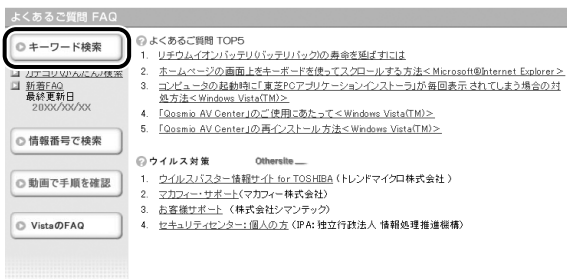 よくあるご質問 FAQ
キーワード検索
カテゴリ(かんたん)検索
新着FAQ
最終更新日
20XX/XX/XX
情報番号で検索
動画で手順を確認
VistaのFAQ
よくあるご質問 TOP5
1. リチウムイオンバッテリ(バッテリパック)の寿命を延ばすには
2. ホームページの画面上をキーボードを使ってスクロールする方法<Microsoft®Internet Explorer>
3. コンピュータの起動時に「東芝PCアプリケーションインストーラ」が毎回表示されてしまう場合の対
処方法<Windows Vista(TM)>
4. 「Qosmio AV Center」のご使用にあたって<Windows Vista(TM)>
5. 「Qosmio AV Center」の再インストール方法<Windows Vista(TM)>
ウイルス対策 Othersite
1. ウイルスバスター情報サイト for TOSHIBA (トレンドマイクロ株式会社)
2. マカフィー・サポート(マカフィー株式会社)
3. お客様サポート (株式会社シマンテック)
4. セキュリティセンター:個人の方 (IPA: 独立行政法人 情報処理推進機構)